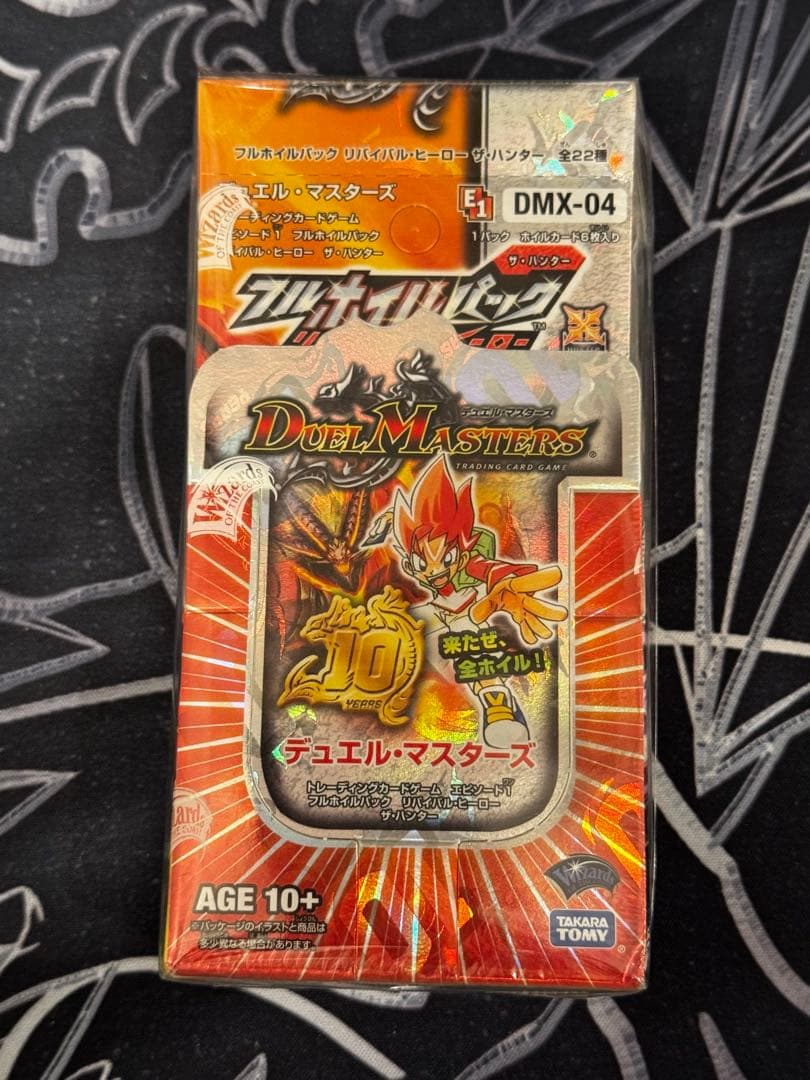 フルホイルパック リバイバル・ヒーロー ザ・ハンター 全22種
デュエル・マスターズ
E1 DMX-04
トレーディングカードゲーム
エピソード1 フルホイルパック
リバイバル・ヒーロー ザ・ハンター
1パック ホイルカード6枚入り
ザ・ハンター
フルホイルパック
TM
Wizards
OF THE COAST
デュエル・マスターズ
DUEL MASTERS
®
TRADING CARD GAME
Wizards
OF THE COAST
10
YEARS
来たぜ、
全ホイル!!
デュエル・マスターズ
トレーディングカードゲーム エピソード1
フルホイルパック リバイバル・ヒーロー
ザ・ハンター
AGE 10+
※パッケージのイラストと商品は
多少異なる場合があります。
Wizards
TAKARA
TOMY
®